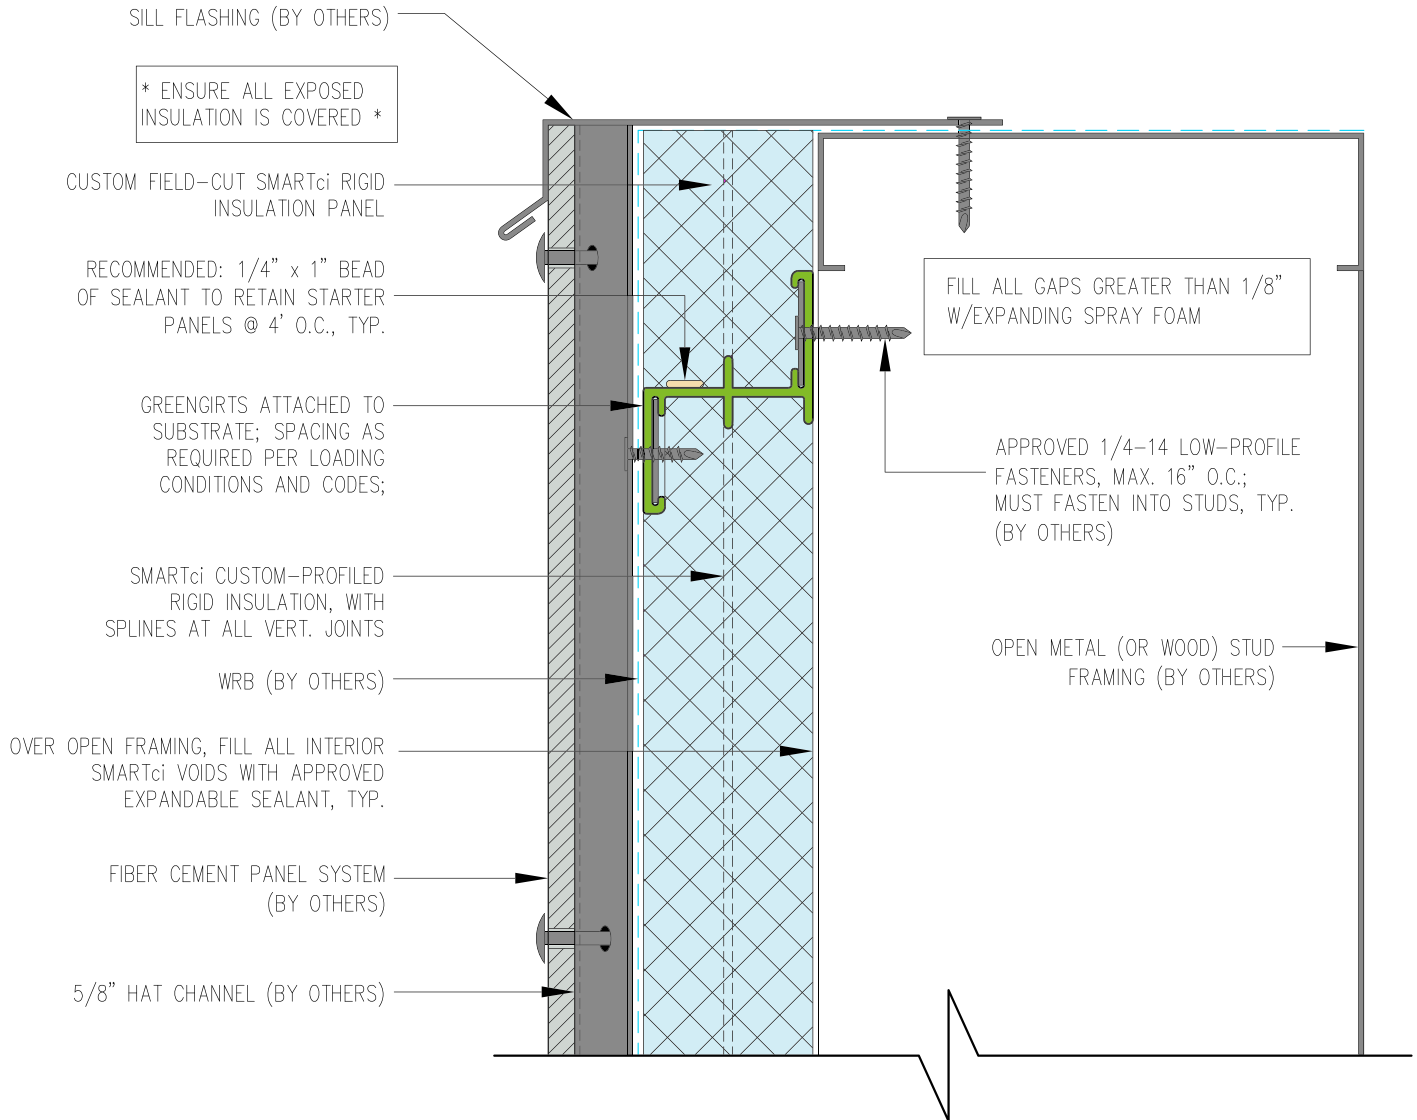 SILL FLASHING (BY OTHERS)
* ENSURE ALL EXPOSED
INSULATION IS COVERED *
CUSTOM FIELD-CUT SMARTci RIGID
INSULATION PANEL
RECOMMENDED: 1/4" x 1" BEAD
OF SEALANT TO RETAIN STARTER
PANELS @ 4' O.C., TYP.
FILL ALL GAPS GREATER THAN 1/8"
W/EXPANDING SPRAY FOAM
GREENGIRTS ATTACHED TO
SUBSTRATE; SPACING AS
REQUIRED PER LOADING
CONDITIONS AND CODES;
APPROVED 1/4-14 LOW-PROFILE
FASTENERS, MAX. 16" O.C.;
MUST FASTEN INTO STUDS, TYP.
(BY OTHERS)
SMARTci CUSTOM-PROFILED
RIGID INSULATION, WITH
SPLINES AT ALL VERT. JOINTS
OPEN METAL (OR WOOD) STUD
FRAMING (BY OTHERS)
WRB (BY OTHERS)
OVER OPEN FRAMING, FILL ALL INTERIOR
SMARTci VOIDS WITH APPROVED
EXPANDABLE SEALANT, TYP.
FIBER CEMENT PANEL SYSTEM
(BY OTHERS)
5/8" HAT CHANNEL (BY OTHERS)